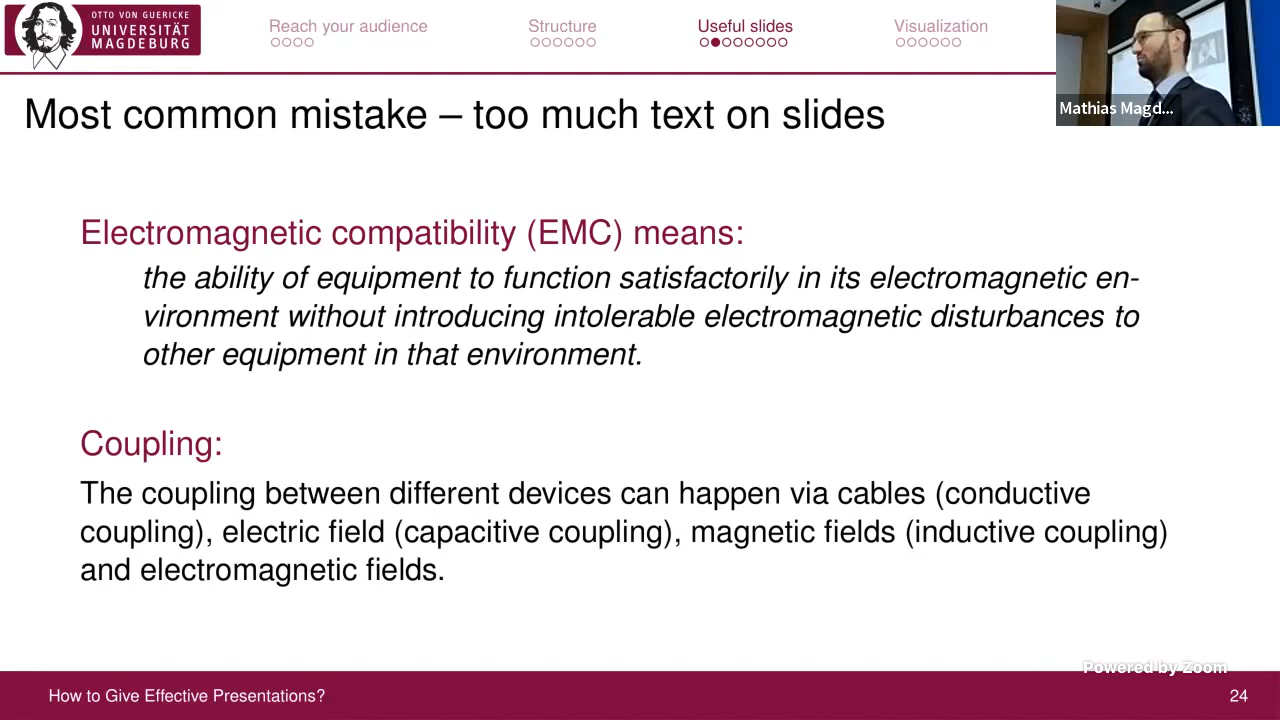 OTTO VON GUERICKE
UNIVERSITÄT
MAGDEBURG
Reach your audience
Structure
Useful slides
Visualization
Mathias Magd...
Most common mistake – too much text on slides
Electromagnetic compatibility (EMC) means:
the ability of equipment to function satisfactorily in its electromagnetic en-
vironment without introducing intolerable electromagnetic disturbances to
other equipment in that environment.
Coupling:
The coupling between different devices can happen via cables (conductive
coupling), electric field (capacitive coupling), magnetic fields (inductive coupling)
and electromagnetic fields.
Powered by Zoom
How to Give Effective Presentations?
24